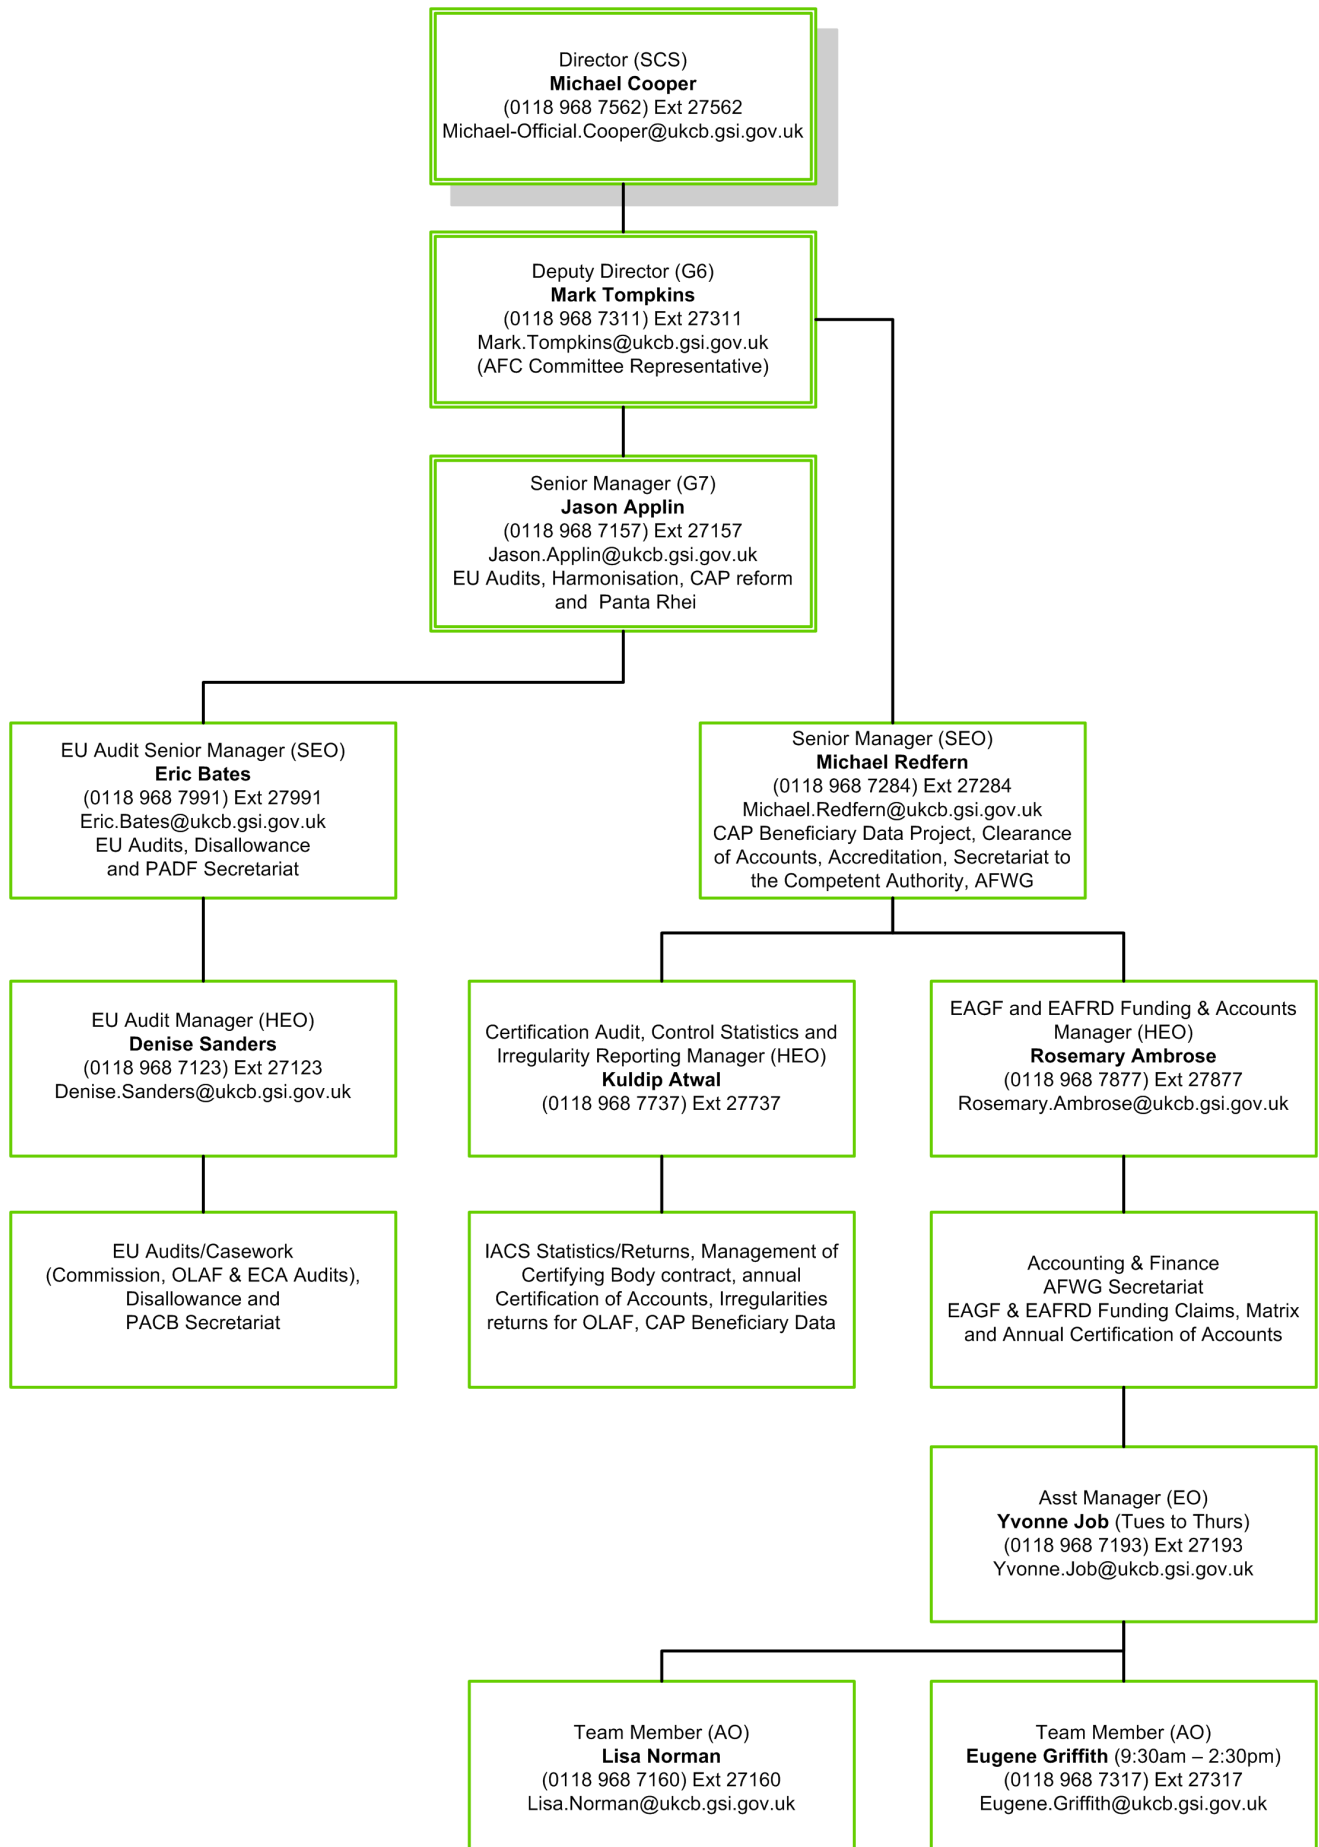 Director (SCS)
Michael Cooper
(0118 968 7562) Ext 27562
Michael-Official.Cooper@ukcb.gsi.gov.uk
Deputy Director (G6)
Mark Tompkins
(0118 968 7311) Ext 27311
Mark.Tompkins@ukcb.gsi.gov.uk
(AFC Committee Representative)
Senior Manager (G7)
Jason Applin
(0118 968 7157) Ext 27157
Jason.Applin@ukcb.gsi.gov.uk
EU Audits, Harmonisation, CAP reform
and Panta Rhei
EU Audit Senior Manager (SEO)
Eric Bates
(0118 968 7991) Ext 27991
Eric.Bates@ukcb.gsi.gov.uk
EU Audits, Disallowance
and PADF Secretariat
Senior Manager (SEO)
Michael Redfern
(0118 968 7284) Ext 27284
Michael.Redfern@ukcb.gsi.gov.uk
CAP Beneficiary Data Project, Clearance
of Accounts, Accreditation, Secretariat to
the Competent Authority, AFWG
EU Audit Manager (HEO)
Denise Sanders
(0118 968 7123) Ext 27123
Denise.Sanders@ukcb.gsi.gov.uk
Certification Audit, Control Statistics and
Irregularity Reporting Manager (HEO)
Kuldip Atwal
(0118 968 7737) Ext 27737
EAGF and EAFRD Funding & Accounts
Manager (HEO)
Rosemary Ambrose
(0118 968 7877) Ext 27877
Rosemary.Ambrose@ukcb.gsi.gov.uk
EU Audits/Casework
(Commission, OLAF & ECA Audits),
Disallowance and
PACB Secretariat
IACS Statistics/Returns, Management of
Certifying Body contract, annual
Certification of Accounts, Irregularities
returns for OLAF, CAP Beneficiary Data
Accounting & Finance
AFWG Secretariat
EAGF & EAFRD Funding Claims, Matrix
and Annual Certification of Accounts
Asst Manager (EO)
Yvonne Job (Tues to Thurs)
(0118 968 7193) Ext 27193
Yvonne.Job@ukcb.gsi.gov.uk
Team Member (AO)
Lisa Norman
(0118 968 7160) Ext 27160
Lisa.Norman@ukcb.gsi.gov.uk
Team Member (AO)
Eugene Griffith (9:30am – 2:30pm)
(0118 968 7317) Ext 27317
Eugene.Griffith@ukcb.gsi.gov.uk